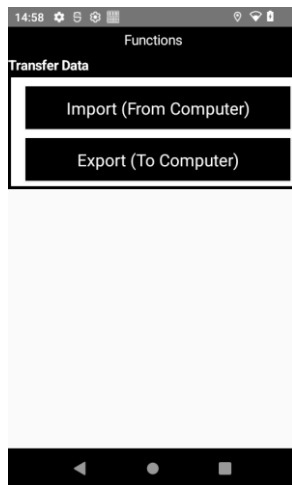 14:58
Functions
Transfer Data
Import (From Computer)
Export (To Computer)